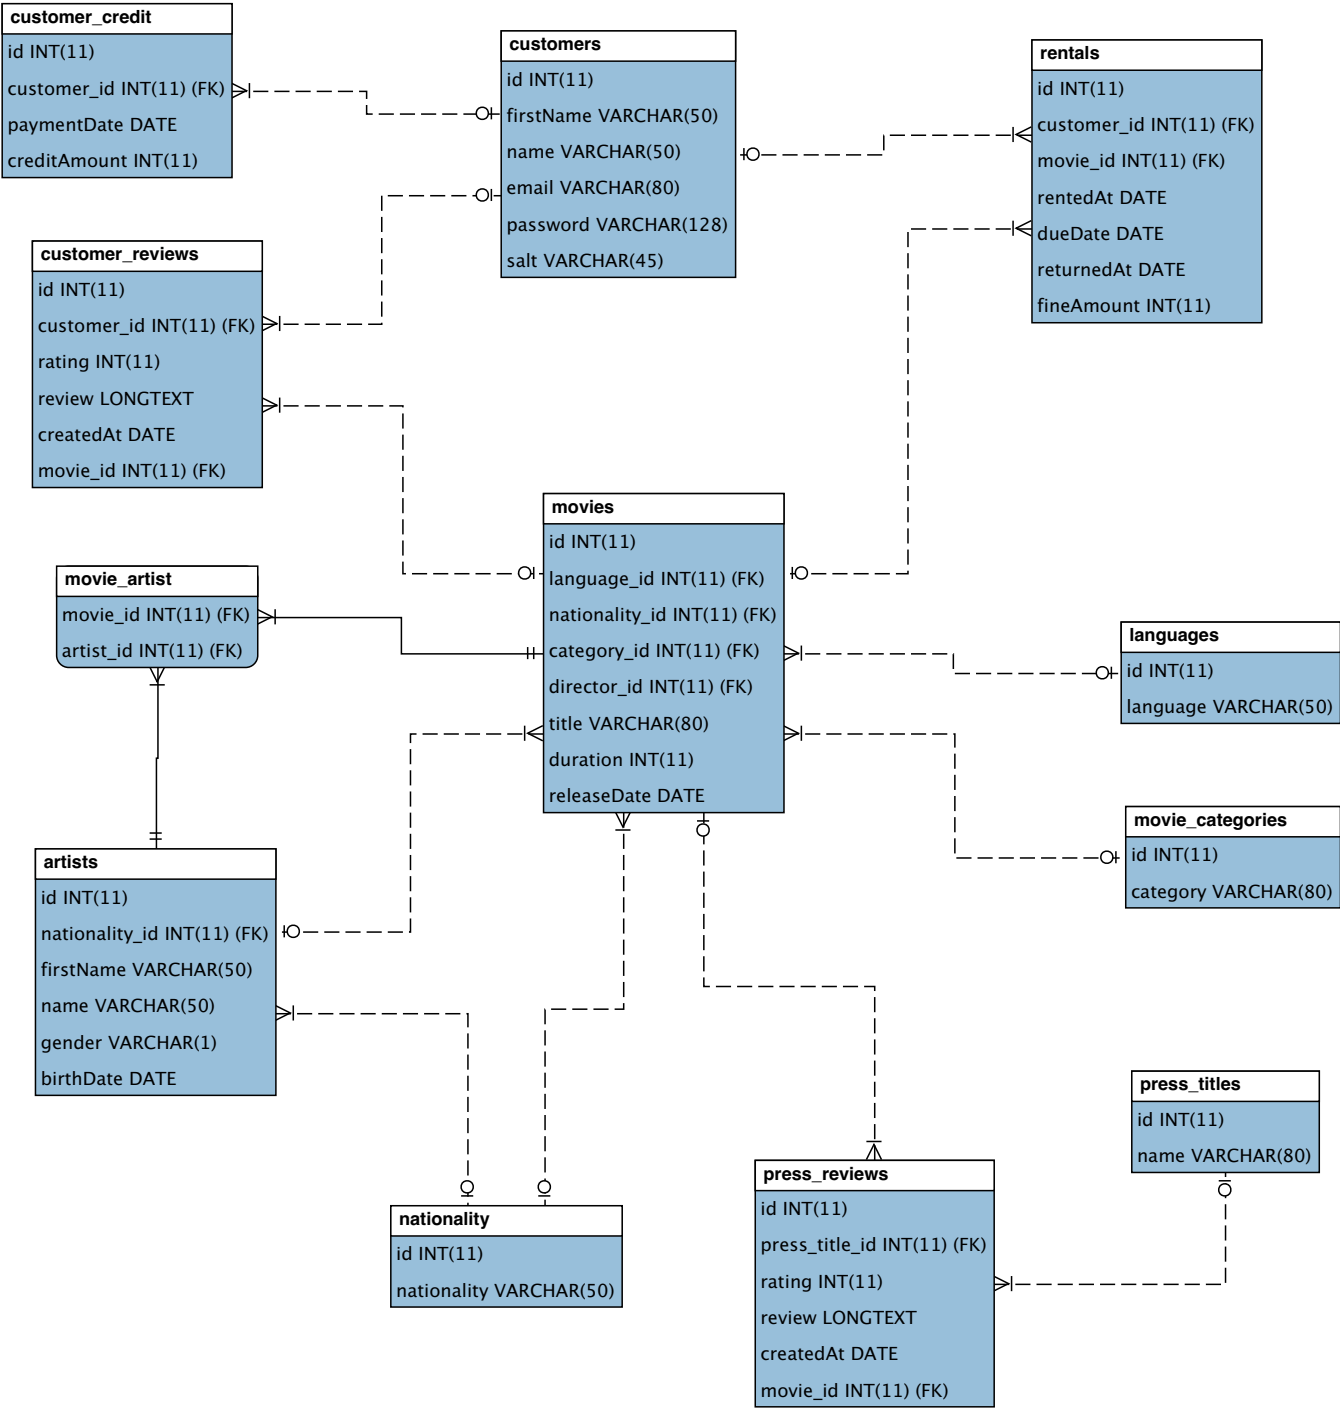 customer_credit
id INT(11)
customer_id INT(11) (FK)
paymentDate DATE
creditAmount INT(11)
customers
id INT(11)
firstName VARCHAR(50)
name VARCHAR(50)
email VARCHAR(80)
password VARCHAR(128)
salt VARCHAR(45)
rentals
id INT(11)
customer_id INT(11) (FK)
movie_id INT(11) (FK)
rentedAt DATE
dueDate DATE
returnedAt DATE
fineAmount INT(11)
customer_reviews
id INT(11)
customer_id INT(11) (FK)
rating INT(11)
review LONGTEXT
createdAt DATE
movie_id INT(11) (FK)
movies
id INT(11)
language_id INT(11) (FK)
nationality_id INT(11) (FK)
category_id INT(11) (FK)
director_id INT(11) (FK)
title VARCHAR(80)
duration INT(11)
releaseDate DATE
movie_artist
movie_id INT(11) (FK)
artist_id INT(11) (FK)
languages
id INT(11)
language VARCHAR(50)
movie_categories
id INT(11)
category VARCHAR(80)
artists
id INT(11)
nationality_id INT(11) (FK)
firstName VARCHAR(50)
name VARCHAR(50)
gender VARCHAR(1)
birthDate DATE
nationality
id INT(11)
nationality VARCHAR(50)
press_reviews
id INT(11)
press_title_id INT(11) (FK)
rating INT(11)
review LONGTEXT
createdAt DATE
movie_id INT(11) (FK)
press_titles
id INT(11)
name VARCHAR(80)